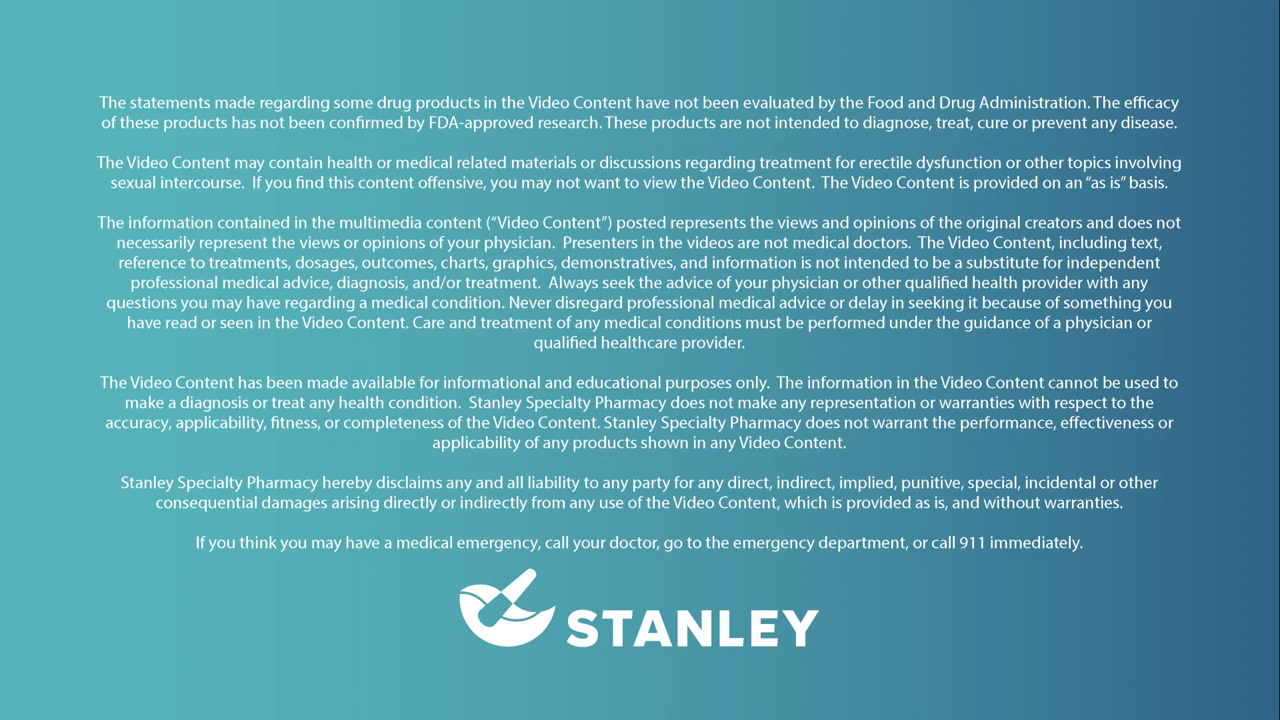 The statements made regarding some drug products in the Video Content have not been evaluated by the Food and Drug Administration. The efficacy
of these products has not been confirmed by FDA-approved research. These products are not intended to diagnose, treat, cure or prevent any disease.
The Video Content may contain health or medical related materials or discussions regarding treatment for erectile dysfunction or other topics involving
sexual intercourse.  If you find this content offensive, you may not want to view the Video Content.  The Video Content is provided on an “as is” basis.
The information contained in the multimedia content (“Video Content”) posted represents the views and opinions of the original creators and does not
necessarily represent the views or opinions of your physician.  Presenters in the videos are not medical doctors.  The Video Content, including text,
reference to treatments, dosages, outcomes, charts, graphics, demonstratives, and information is not intended to be a substitute for independent
professional medical advice, diagnosis, and/or treatment.  Always seek the advice of your physician or other qualified health provider with any
questions you may have regarding a medical condition. Never disregard professional medical advice or delay in seeking it because of something you
have read or seen in the Video Content. Care and treatment of any medical conditions must be performed under the guidance of a physician or
qualified healthcare provider.
The Video Content has been made available for informational and educational purposes only.  The information in the Video Content cannot be used to
make a diagnosis or treat any health condition.  Stanley Specialty Pharmacy does not make any representation or warranties with respect to the
accuracy, applicability, fitness, or completeness of the Video Content. Stanley Specialty Pharmacy does not warrant the performance, effectiveness or
applicability of any products shown in any Video Content.
Stanley Specialty Pharmacy hereby disclaims any and all liability to any party for any direct, indirect, implied, punitive, special, incidental or other
consequential damages arising directly or indirectly from any use of the Video Content, which is provided as is, and without warranties.
If you think you may have a medical emergency, call your doctor, go to the emergency department, or call 911 immediately.
STANLEY